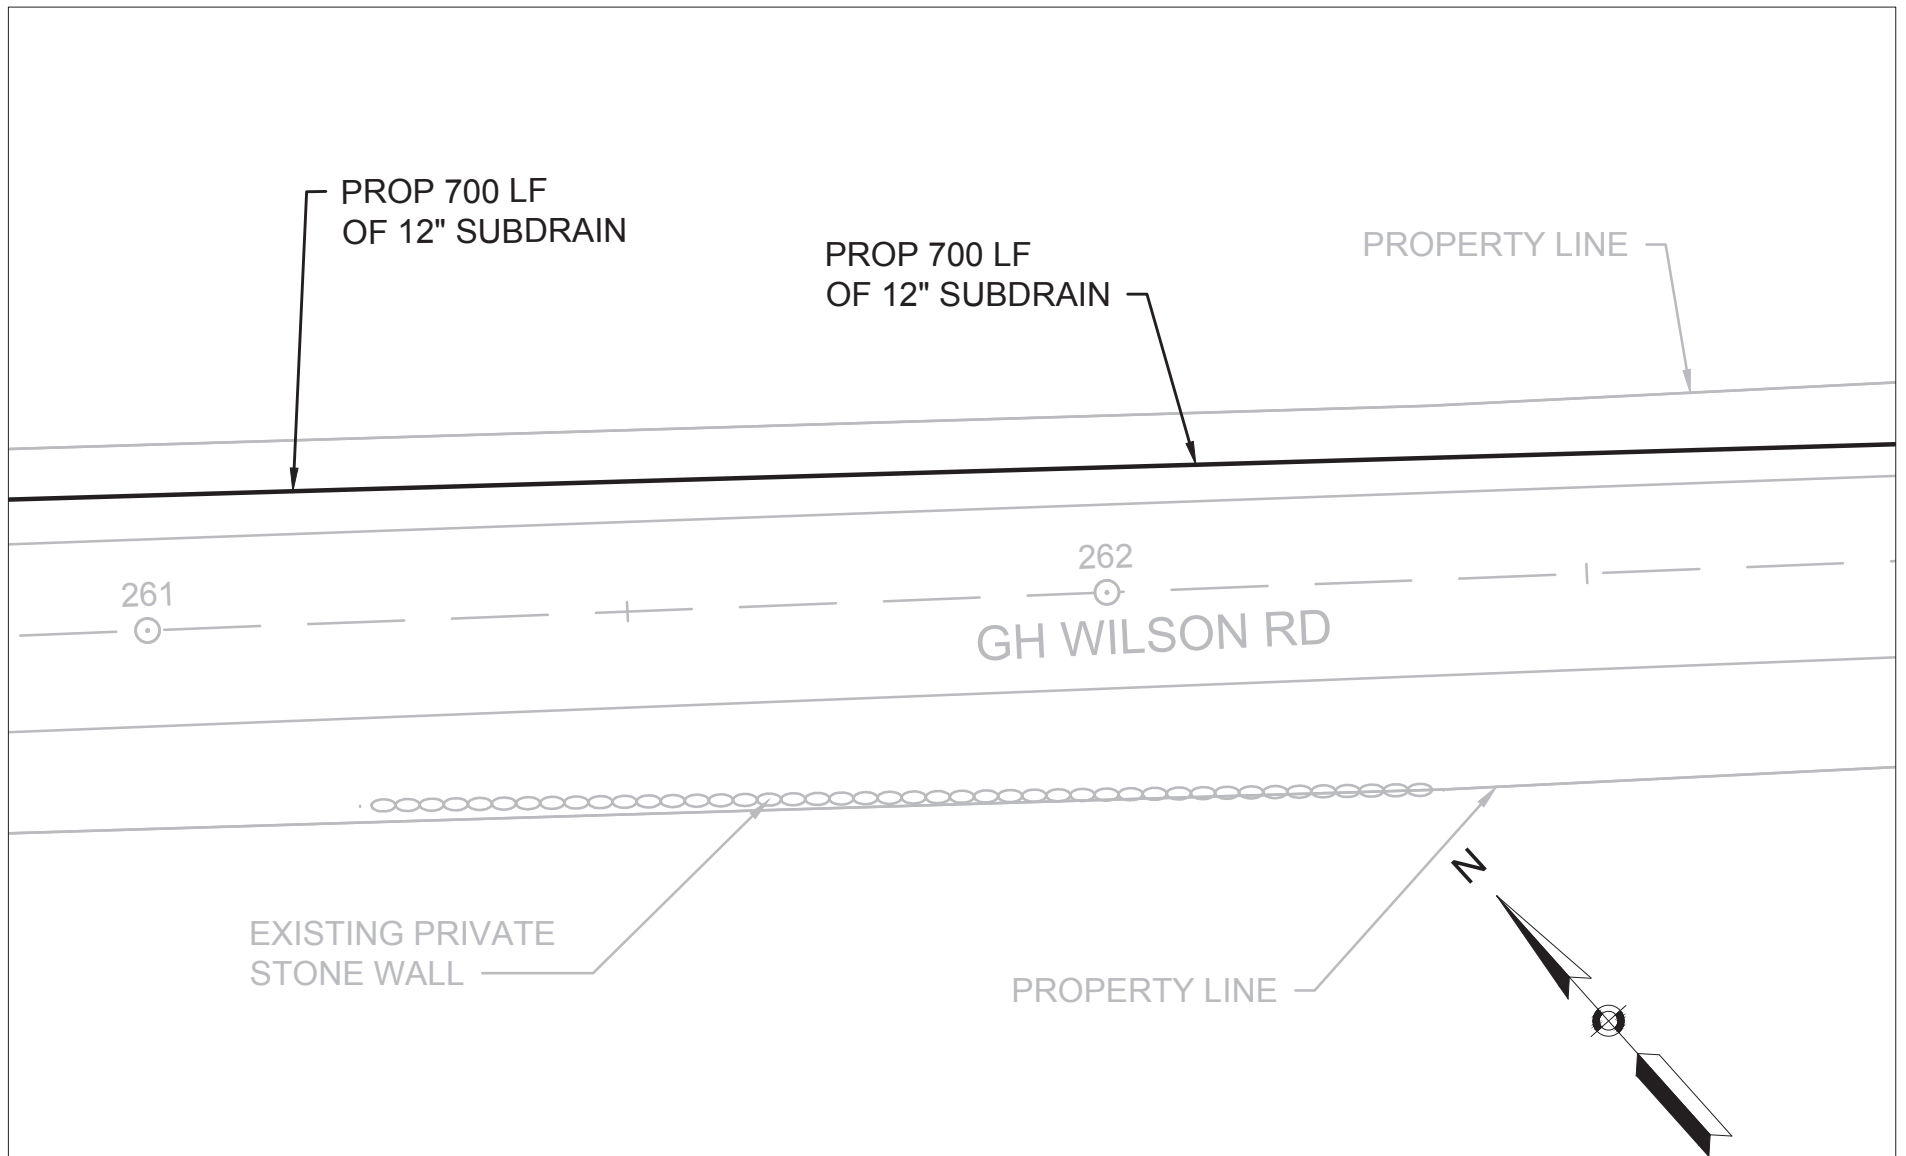 PROP 700 LF
OF 12" SUBDRAIN
PROP 700 LF
OF 12" SUBDRAIN
PROPERTY LINE
261
262
GH WILSON RD
EXISTING PRIVATE
STONE WALL
PROPERTY LINE
N